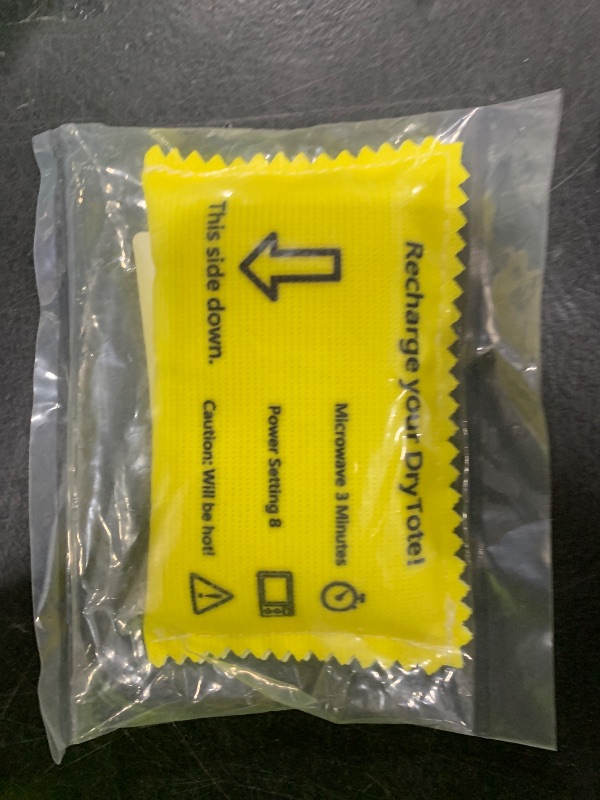 Recharge your DryTote!
Microwave 3 Minutes
Power Setting 8
Caution: Will be hot!
This side down.